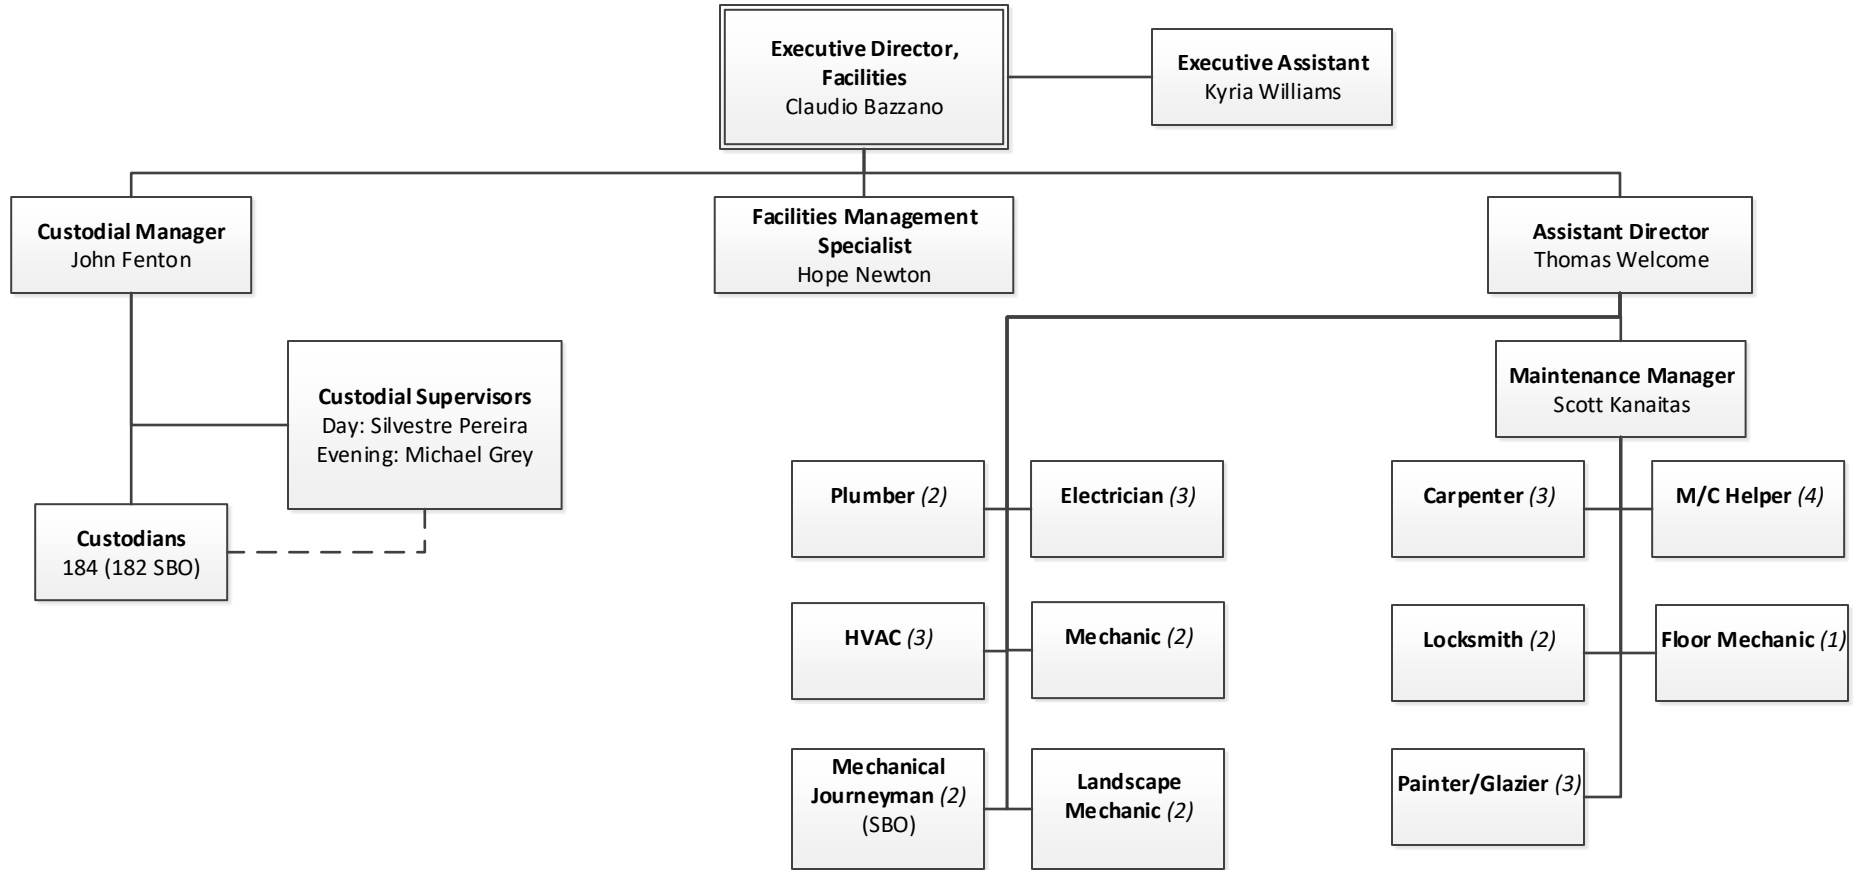 Executive Director,
Facilities
Claudio Bazzano
Executive Assistant
Kyria Williams
Custodial Manager
John Fenton
Facilities Management
Specialist
Hope Newton
Assistant Director
Thomas Welcome
Custodial Supervisors
Day: Silvestre Pereira
Evening: Michael Grey
Maintenance Manager
Scott Kanaitas
Custodians
184 (182 SBO)
Plumber (2)
Electrician (3)
Carpenter (3)
M/C Helper (4)
HVAC (3)
Mechanic (2)
Locksmith (2)
Floor Mechanic (1)
Mechanical
Journeyman (2)
(SBO)
Landscape
Mechanic (2)
Painter/Glazier (3)